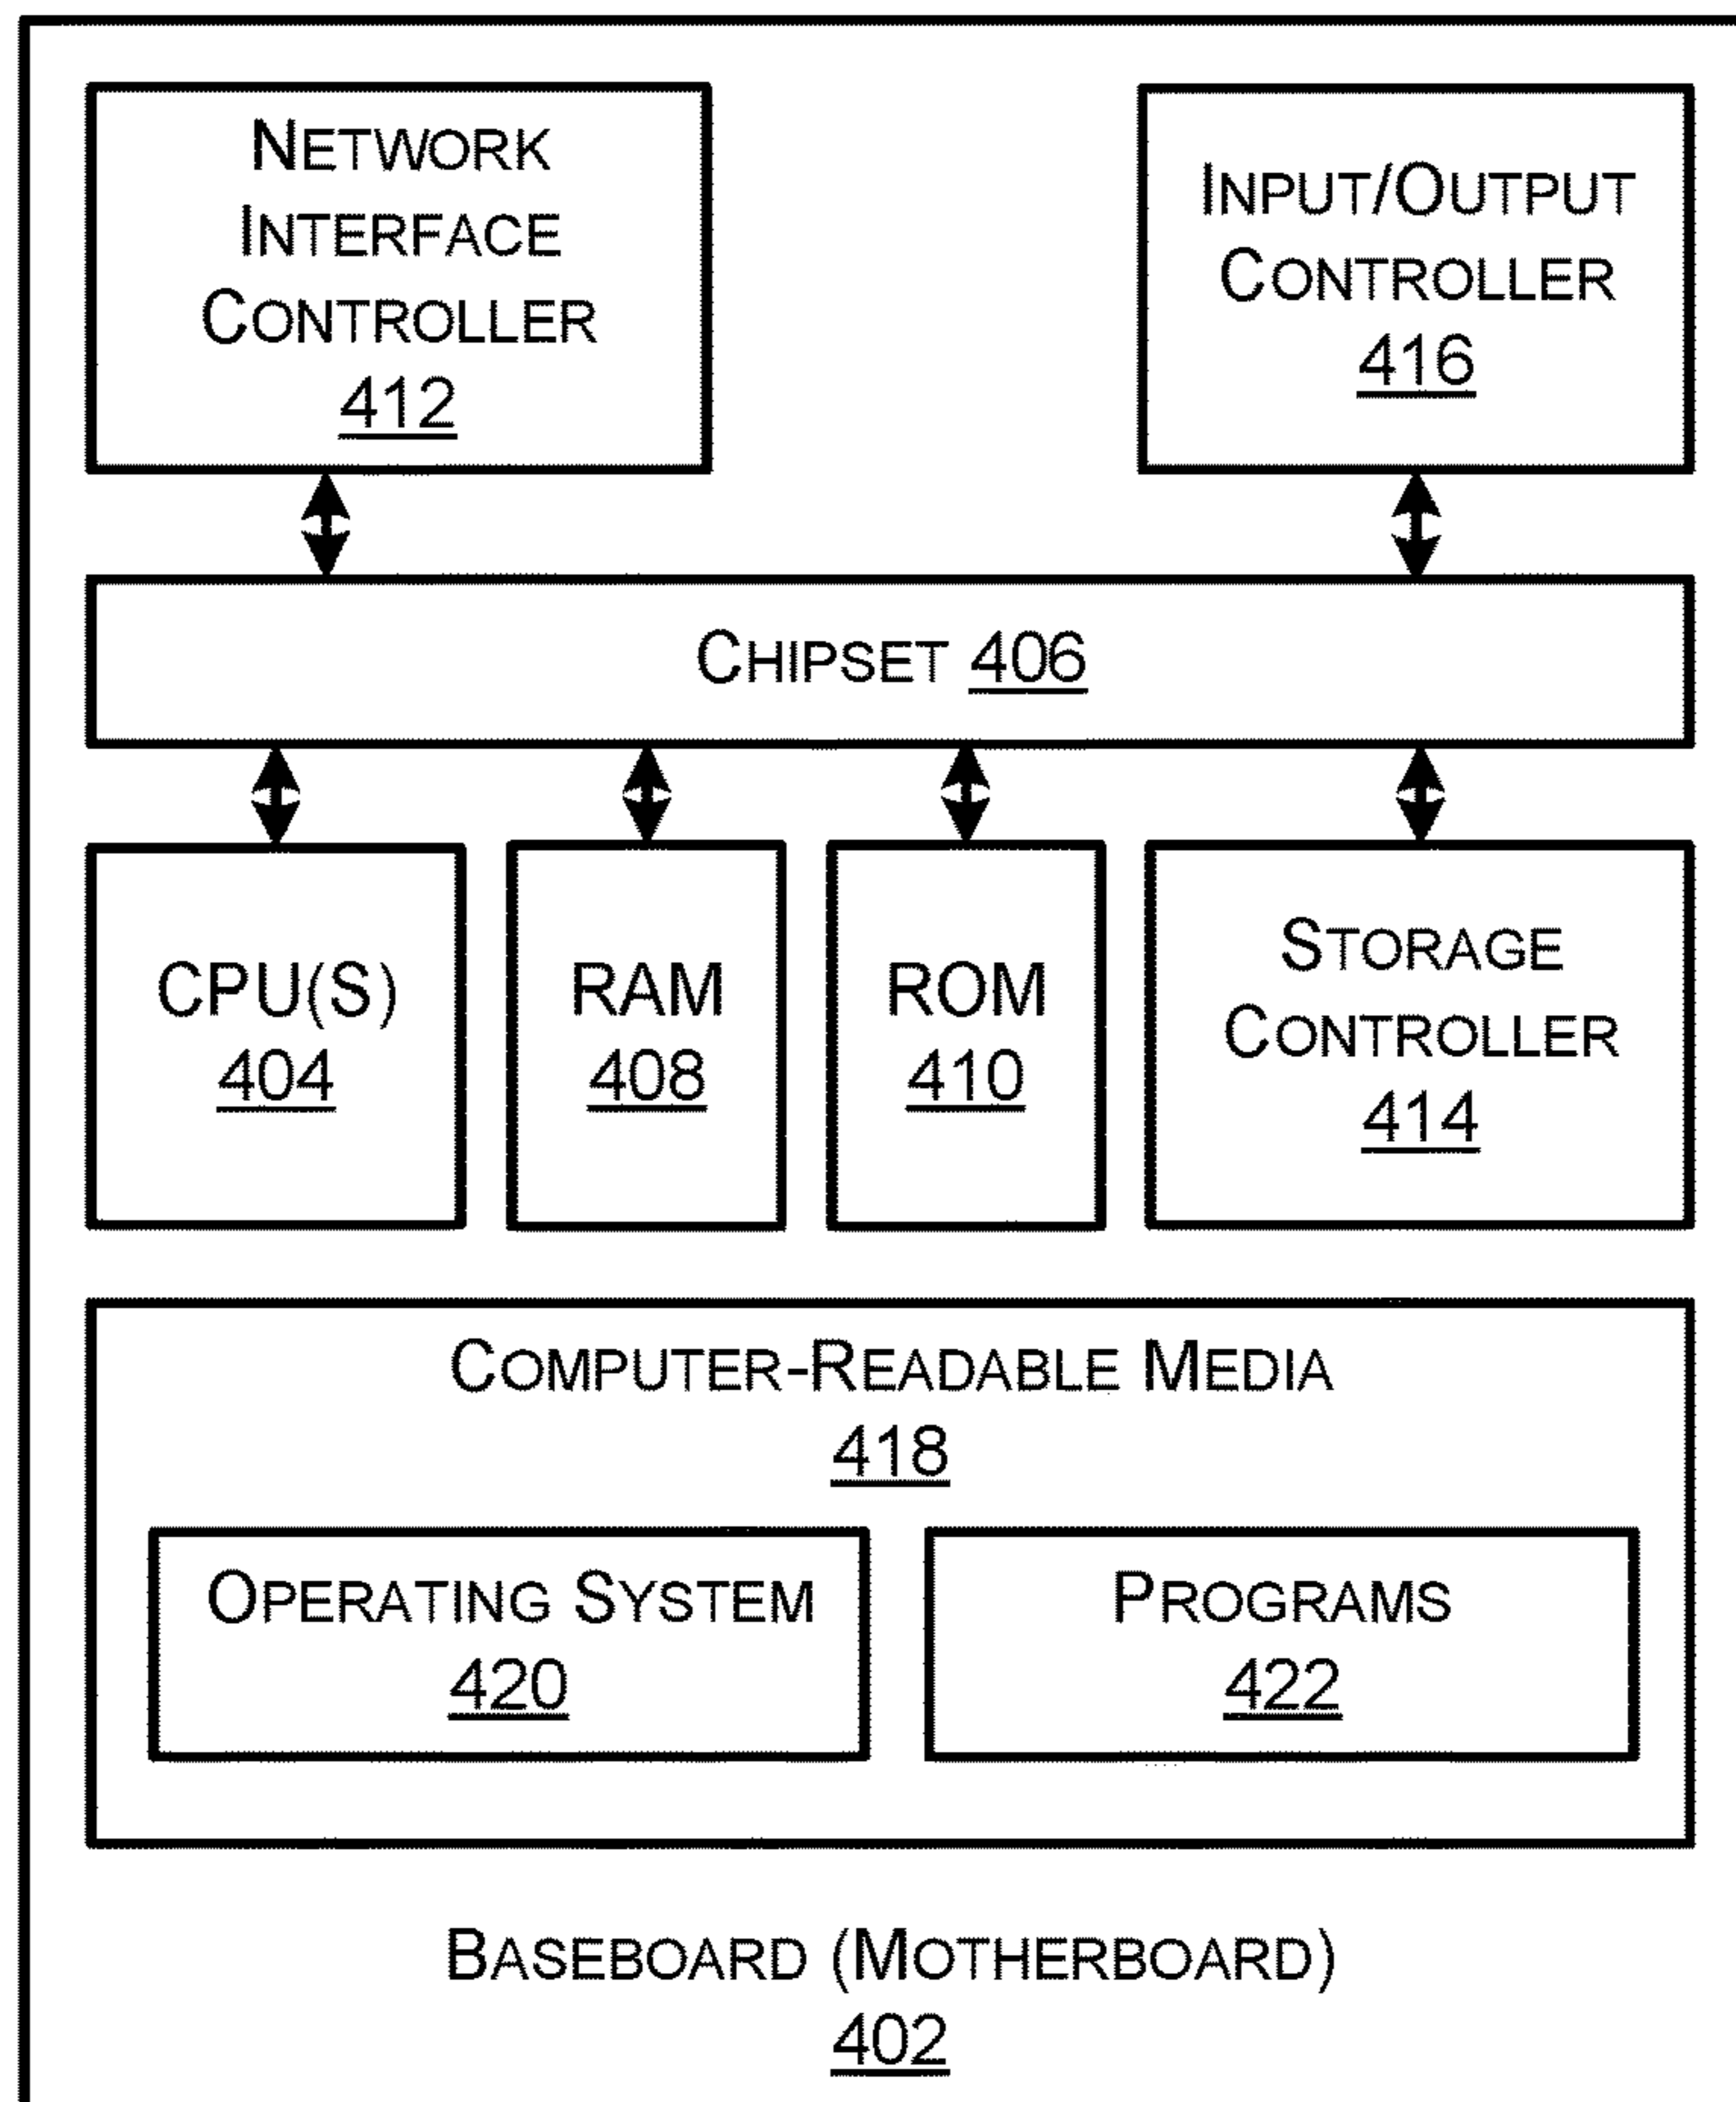 NETWORK
INTERFACE
CONTROLLER
412
INPUT/OUTPUT
CONTROLLER
416
CHIPSET 406
CPU(S)
404
RAM
408
ROM
410
STORAGE
CONTROLLER
414
COMPUTER-READABLE MEDIA
418
OPERATING SYSTEM
420
PROGRAMS
422
BASEBOARD (MOTHERBOARD)
402